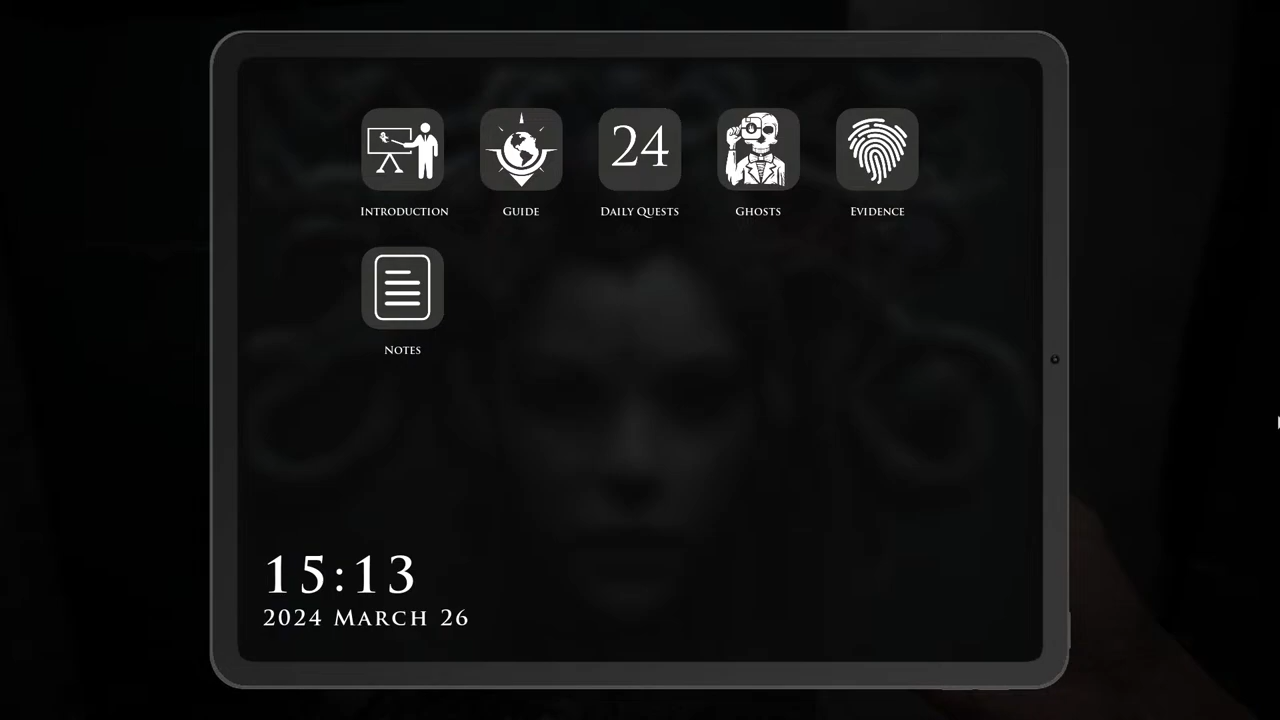 24
INTRODUCTION
GUIDE
DAILY QUESTS
GHOSTS
EVIDENCE
NOTES
15:13
2024 MARCH 26